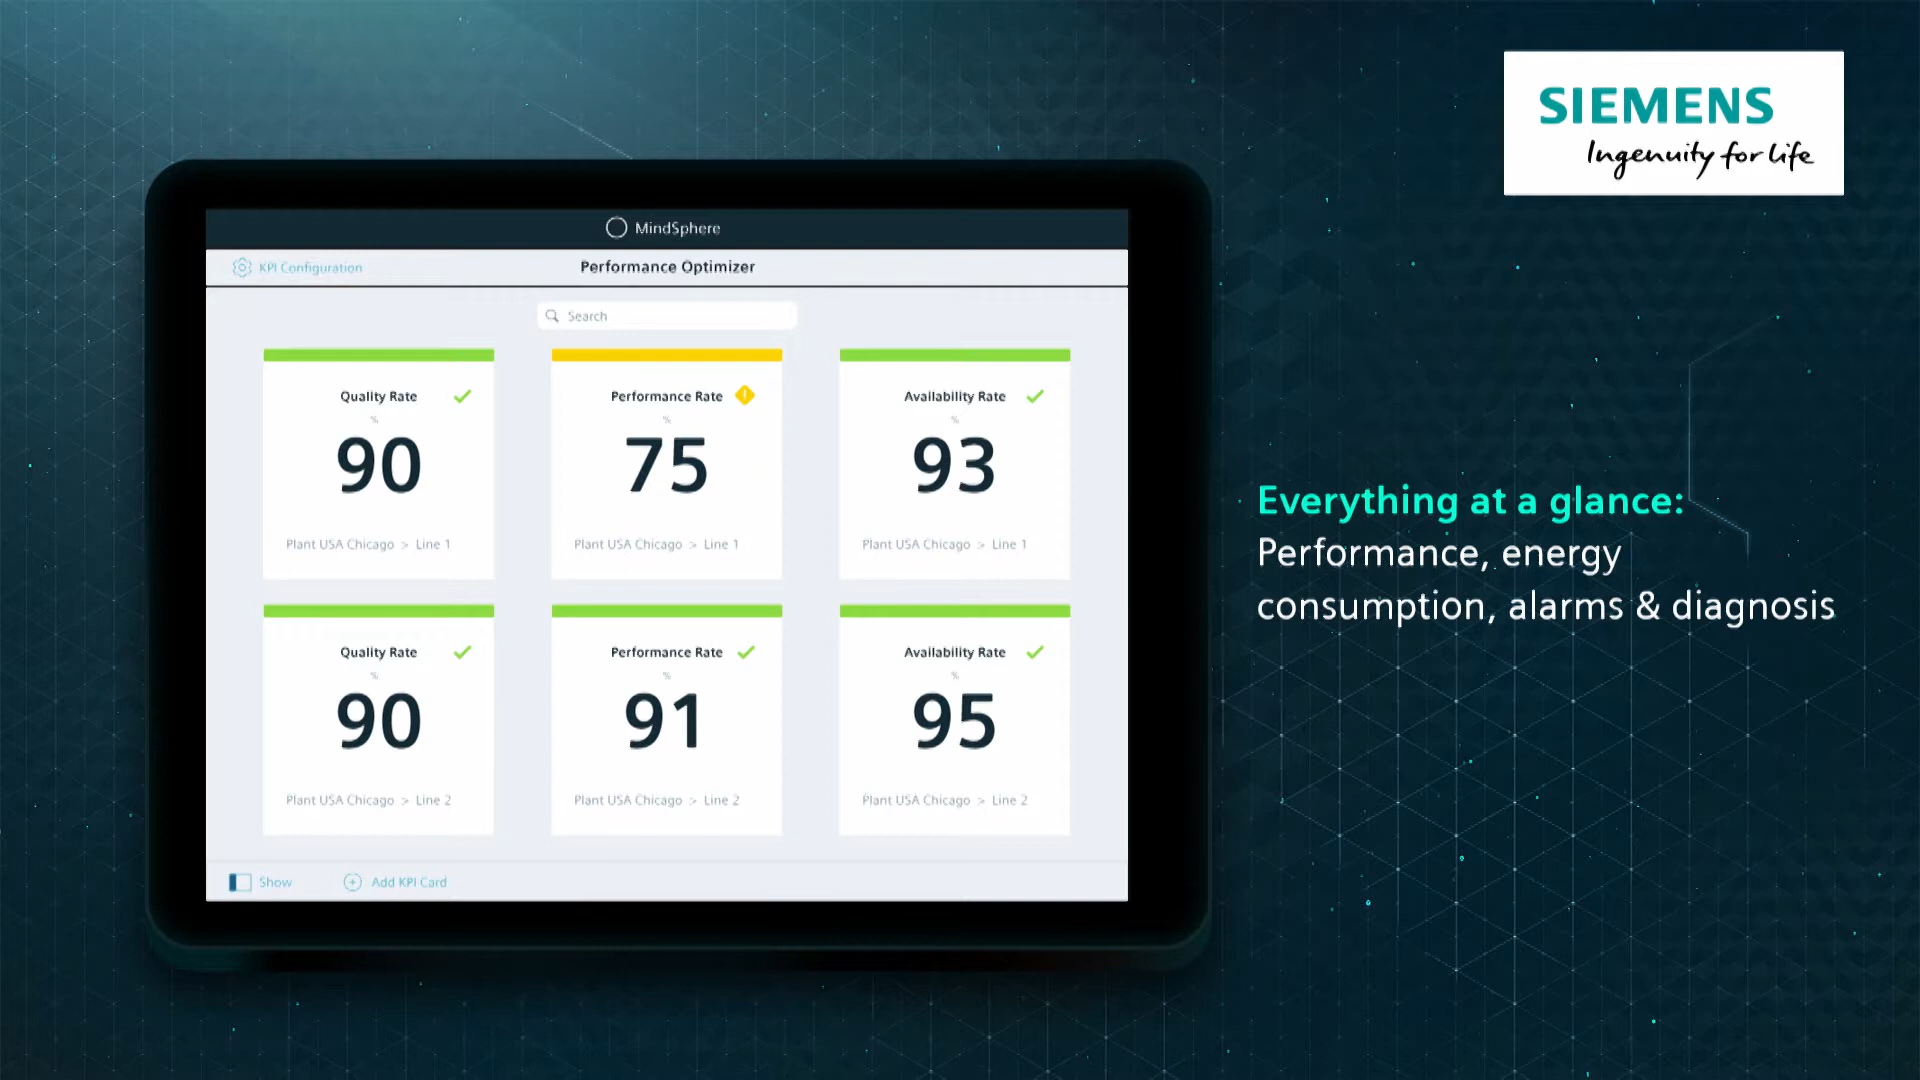 SIEMENS
Ingenuity for life
MindSphere
KPI Configuration
Performance Optimizer
Search
Quality Rate
%
90
Plant USA Chicago > Line 1
Performance Rate
%
75
Plant USA Chicago > Line 1
Availability Rate
%
93
Plant USA Chicago > Line 1
Quality Rate
%
90
Plant USA Chicago > Line 2
Performance Rate
%
91
Plant USA Chicago > Line 2
Availability Rate
%
95
Plant USA Chicago > Line 2
Show
Add KPI Card
Everything at a glance:
Performance, energy
consumption, alarms & diagnosis